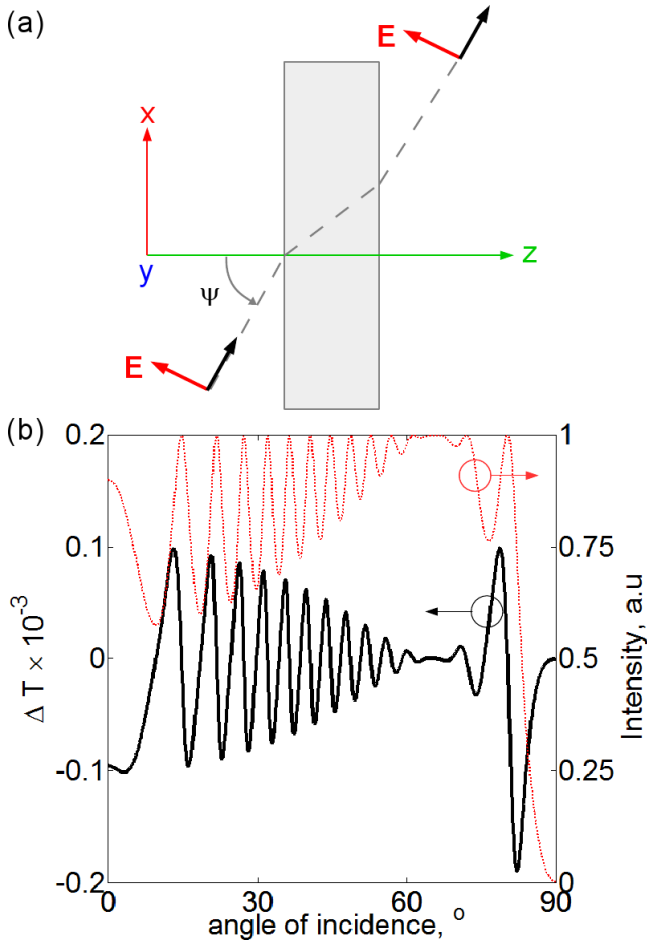 (a)
E
x
y
z
Ψ
E
(b)
0.2
0.1
0
-0.1
-0.2
Δ T × 10⁻³
1
0.75
0.5
0.25
0
Intensity, a.u
0 30 60 90
angle of incidence, °